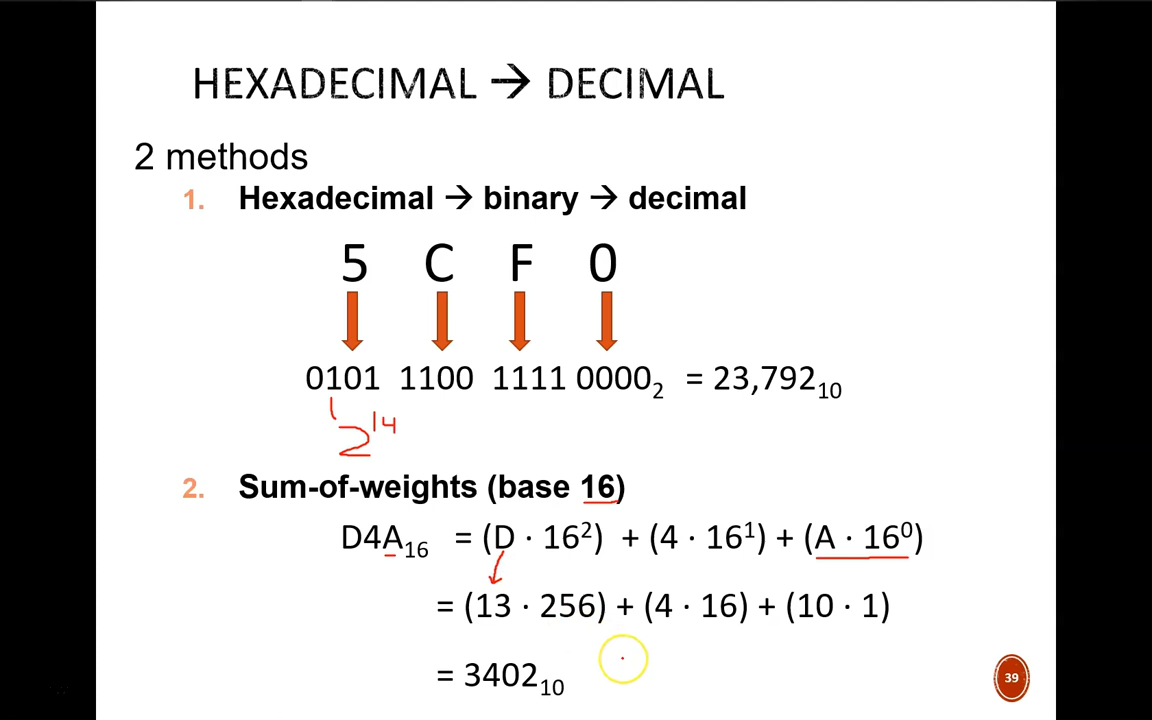 HEXADECIMAL → DECIMAL
2 methods
1. Hexadecimal → binary → decimal
5 C F 0
0101 1100 1111 0000₂ = 23,792₁₀
2¹⁴
2. Sum-of-weights (base 16)
D4A₁₆ = (D · 16²) + (4 · 16¹) + (A · 16⁰)
= (13 · 256) + (4 · 16) + (10 · 1)
= 3402₁₀
39